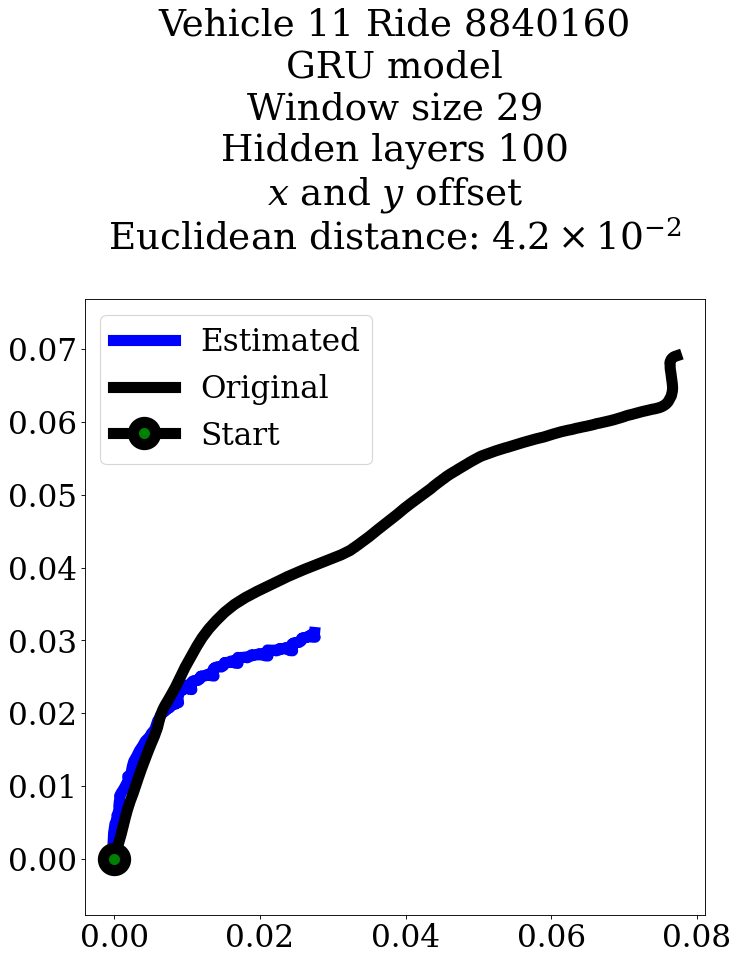 Vehicle 11 Ride 8840160
GRU model
Window size 29
Hidden layers 100
x and y offset
Euclidean distance: 4.2 × 10⁻²
Estimated
Original
Start
0.07
0.06
0.05
0.04
0.03
0.02
0.01
0.00
0.00 0.02 0.04 0.06 0.08